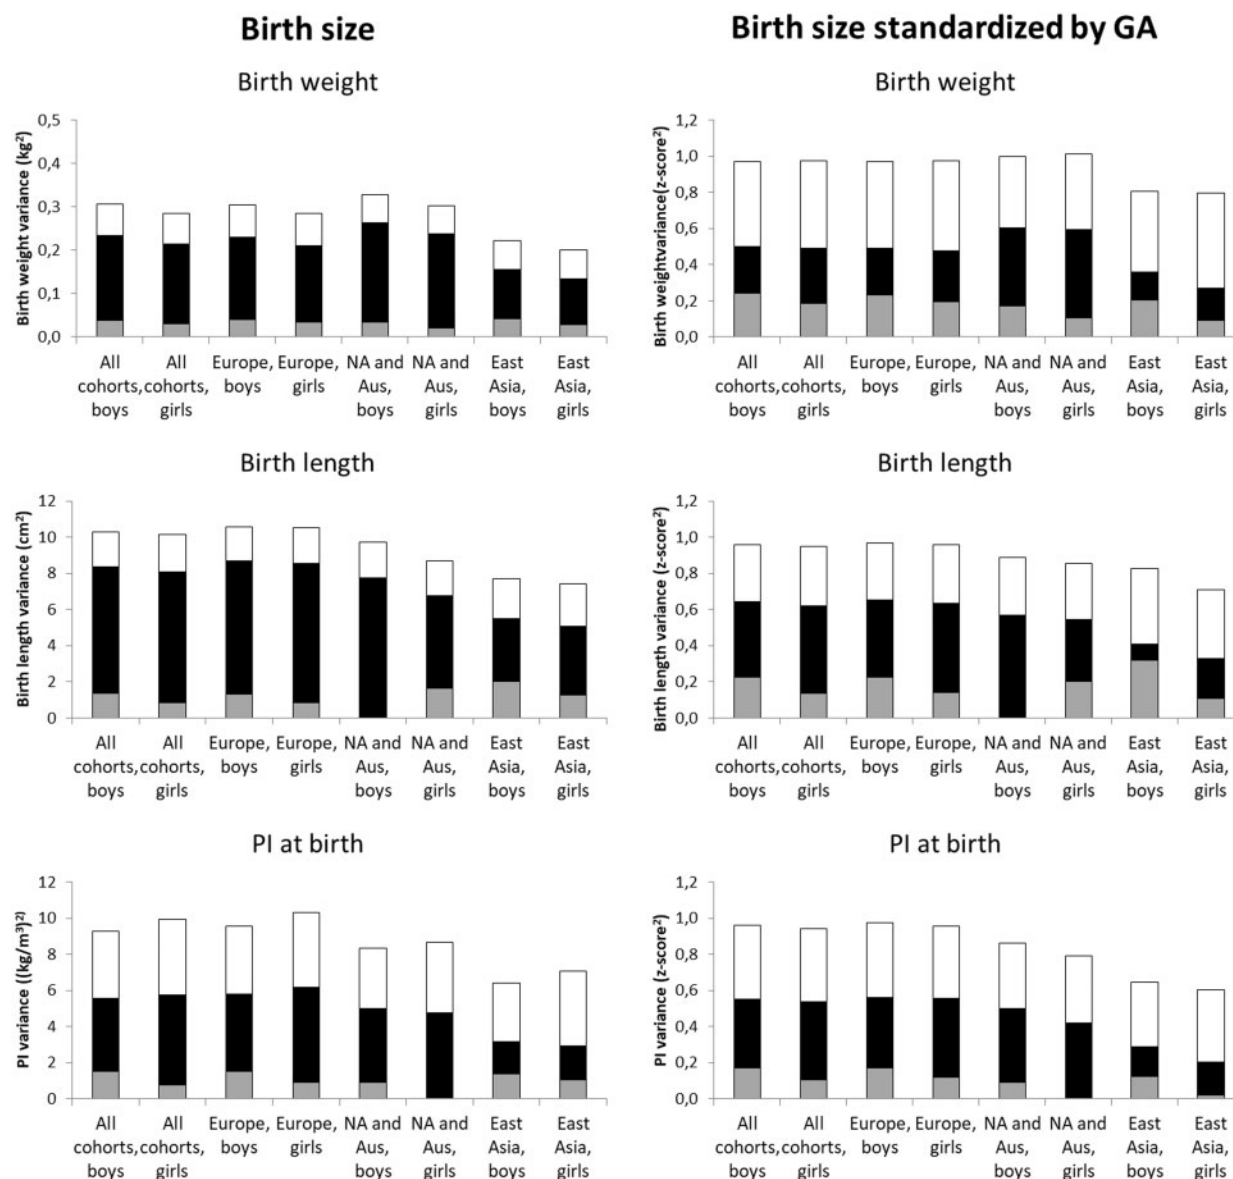 Birth size
Birth size standardized by GA
Birth weight
Birth weight variance (kg²)
0,5
0,4
0,3
0,2
0,1
0,0
All All Europe, Europe, NA and NA and East East
cohorts, cohorts, boys girls Aus, Aus, Asia, Asia,
boys girls boys girls boys girls
Birth weight
Birth weightvariance(z-score²)
1,2
1,0
0,8
0,6
0,4
0,2
0,0
All All Europe, Europe, NA and NA and East East
cohorts, cohorts, boys girls Aus, Aus, Asia, Asia,
boys girls boys girls boys girls
Birth length
Birth length variance (cm²)
12
10
8
6
4
2
0
All All Europe, Europe, NA and NA and East East
cohorts, cohorts, boys girls Aus, Aus, Asia, Asia,
boys girls boys girls boys girls
Birth length
Birth length variance (z-score²)
1,2
1,0
0,8
0,6
0,4
0,2
0,0
All All Europe, Europe, NA and NA and East East
cohorts, cohorts, boys girls Aus, Aus, Asia, Asia,
boys girls boys girls boys girls
PI at birth
PI variance ((kg/m³)²)
12
10
8
6
4
2
0
All All Europe, Europe, NA and NA and East East
cohorts, cohorts, boys girls Aus, Aus, Asia, Asia,
boys girls boys girls boys girls
PI at birth
PI variance (z-score²)
1,2
1,0
0,8
0,6
0,4
0,2
0,0
All All Europe, Europe, NA and NA and East East
cohorts, cohorts, boys girls Aus, Aus, Asia, Asia,
boys girls boys girls boys girls